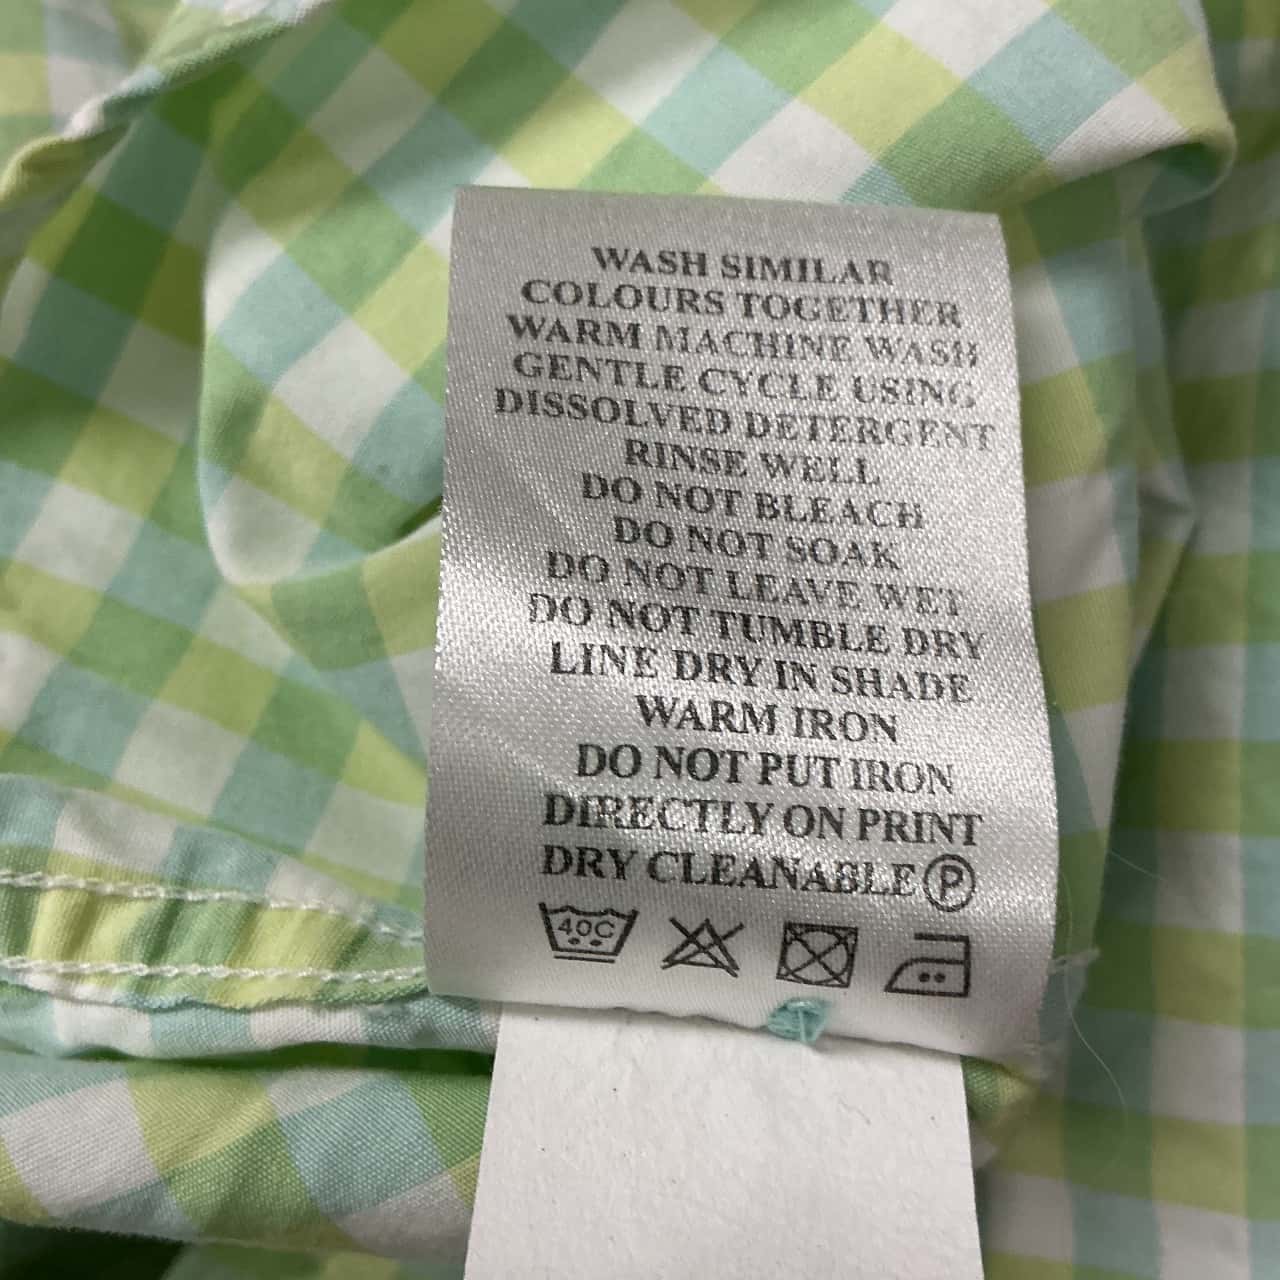 WASH SIMILAR
COLOURS TOGETHER
WARM MACHINE WASH
GENTLE CYCLE USING
DISSOLVED DETERGENT
RINSE WELL
DO NOT BLEACH
DO NOT SOAK
DO NOT LEAVE WET
DO NOT TUMBLE DRY
LINE DRY IN SHADE
WARM IRON
DO NOT PUT IRON
DIRECTLY ON PRINT
DRY CLEANABLE Ⓟ
40C